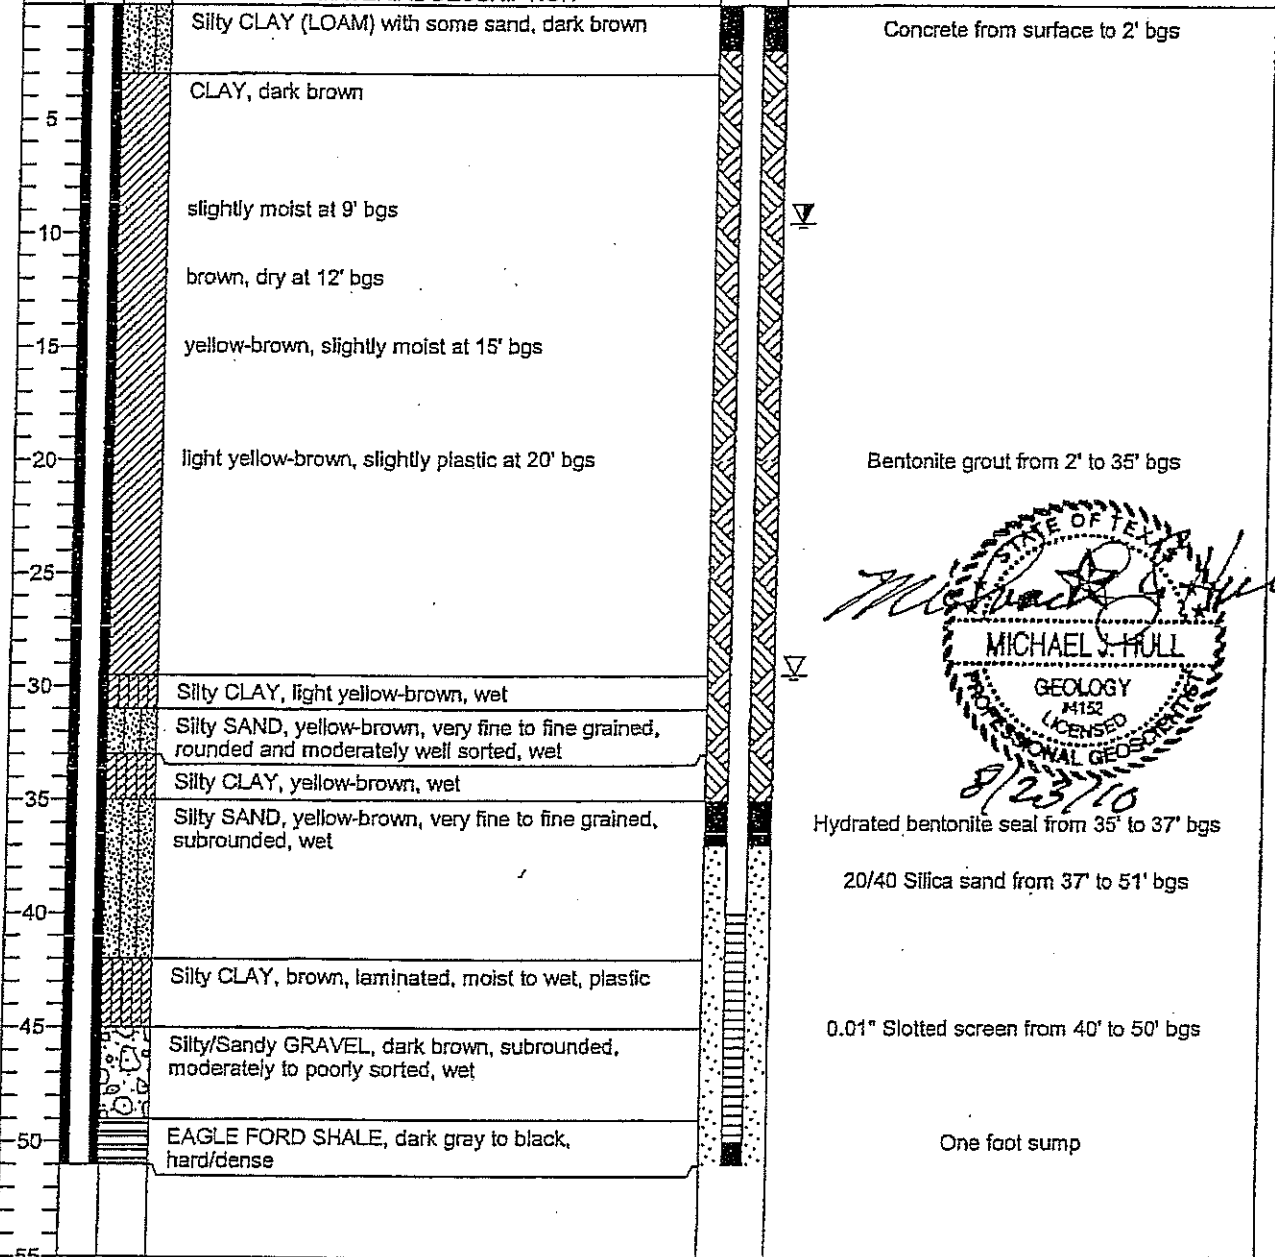 Silty CLAY (LOAM) with some sand, dark brown
Concrete from surface to 2' bgs
CLAY, dark brown
5
slightly moist at 9' bgs
10
brown, dry at 12' bgs
15
yellow-brown, slightly moist at 15' bgs
20
light yellow-brown, slightly plastic at 20' bgs
Bentonite grout from 2' to 35' bgs
STATE OF TEXAS
25
MICHAEL J. HULL
GEOLOGY
#4152
LICENSED
PROFESSIONAL GEOSCIENTIST
8/23/10
30
Silty CLAY, light yellow-brown, wet
Silty SAND, yellow-brown, very fine to fine grained,
rounded and moderately well sorted, wet
Silty CLAY, yellow-brown, wet
35
Silty SAND, yellow-brown, very fine to fine grained,
subrounded, wet
Hydrated bentonite seal from 35' to 37' bgs
20/40 Silica sand from 37' to 51' bgs
40
Silty CLAY, brown, laminated, moist to wet, plastic
45
0.01" Slotted screen from 40' to 50' bgs
Silty/Sandy GRAVEL, dark brown, subrounded,
moderately to poorly sorted, wet
50
EAGLE FORD SHALE, dark gray to black,
hard/dense
One foot sump
55